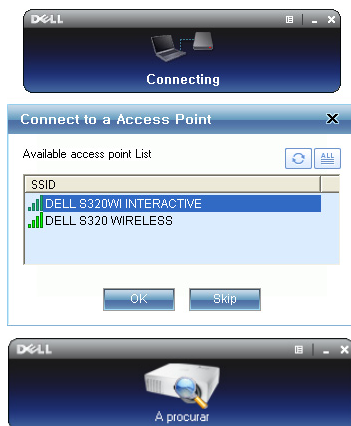 DELL
Connecting
Connect to a Access Point
Available access point List
ALL
SSID
DELL S320WI INTERACTIVE
DELL S320 WIRELESS
OK Skip
DELL
A procurar